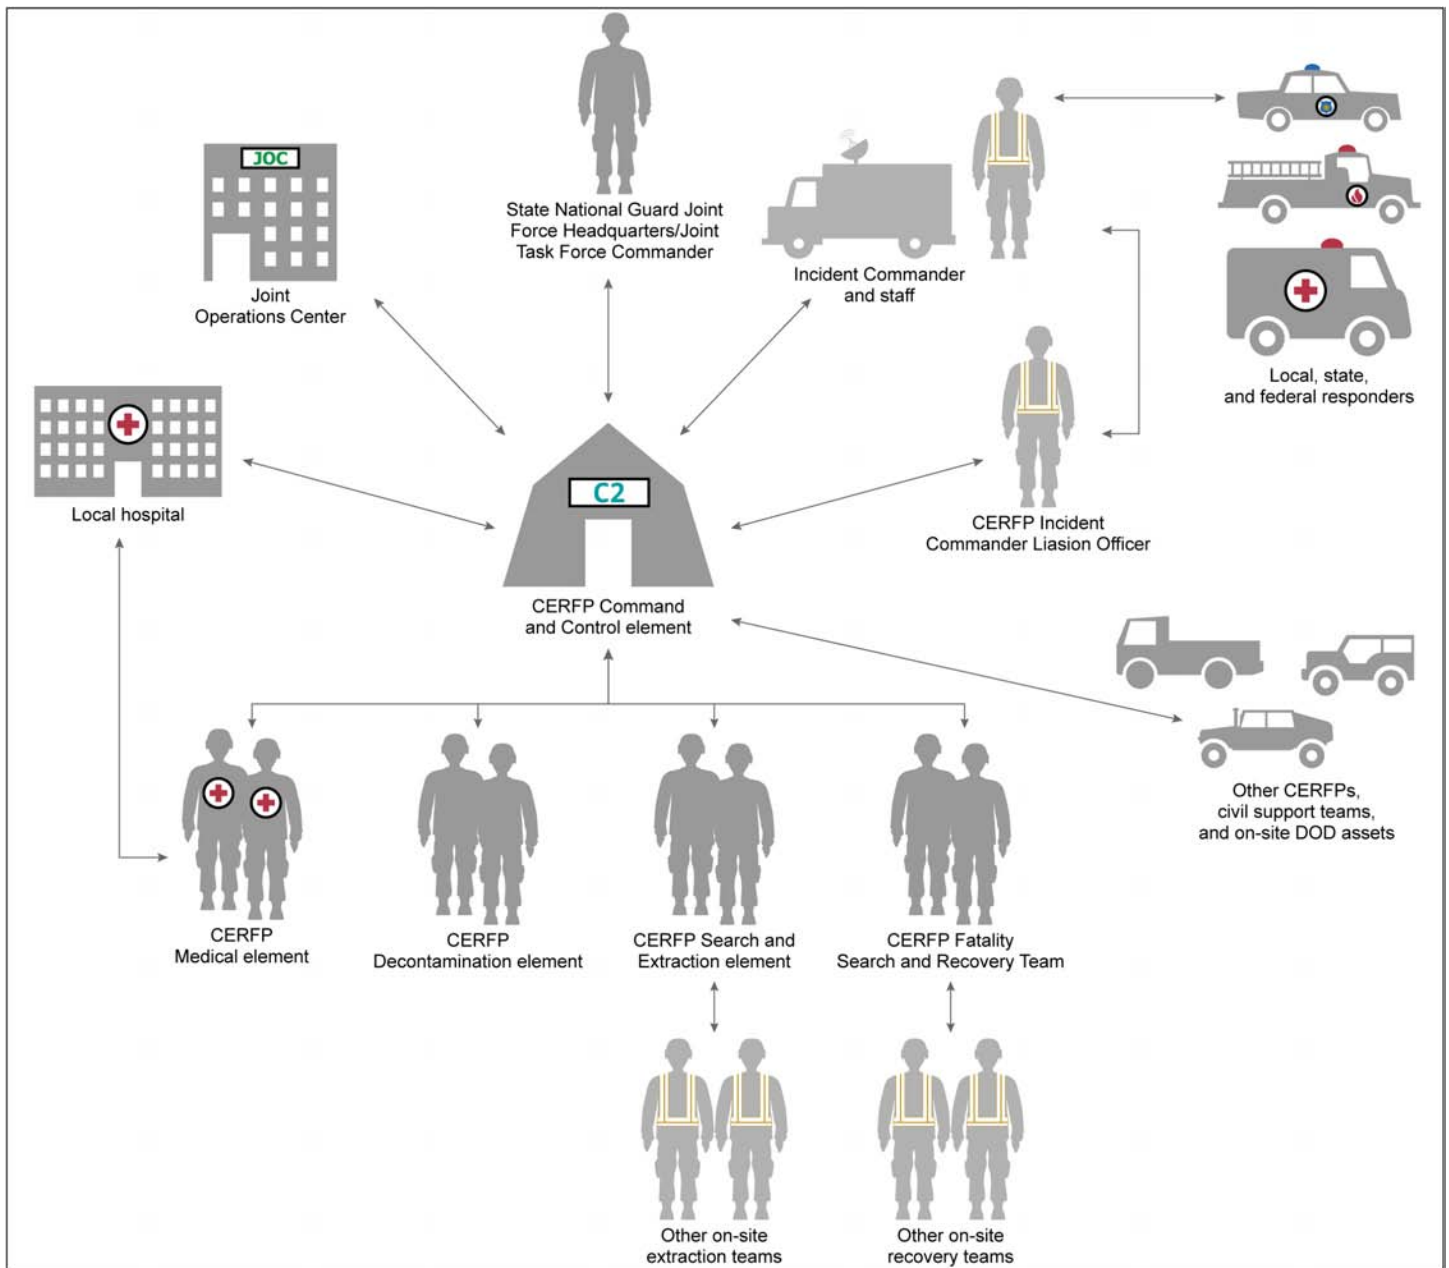 JOC
Joint
Operations Center
State National Guard Joint
Force Headquarters/Joint
Task Force Commander
Incident Commander
and staff
Local, state,
and federal responders
Local hospital
C2
CERFP Command
and Control element
CERFP Incident
Commander Liasion Officer
Other CERFPs,
civil support teams,
and on-site DOD assets
CERFP
Medical element
CERFP
Decontamination element
CERFP Search and
Extraction element
CERFP Fatality
Search and Recovery Team
Other on-site
extraction teams
Other on-site
recovery teams